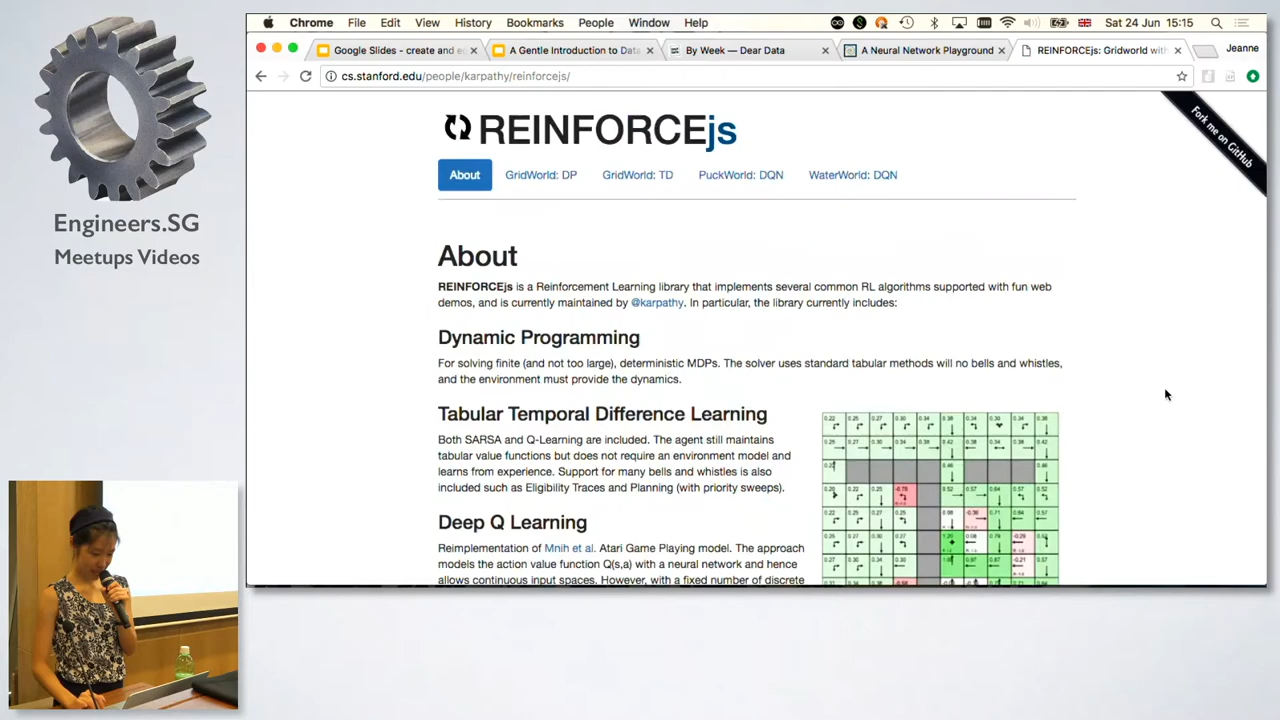 Engineers.SG
Meetups Videos
Chrome File Edit View History Bookmarks People Window Help Sat 24 Jun 15:15
Google Slides - create and e
A Gentle Introduction to Data
By Week — Dear Data
A Neural Network Playground
REINFORCEjs: Gridworld with
Jeanne
cs.stanford.edu/people/karpathy/reinforcejs/
Fork me on GitHub
REINFORCEjs
About GridWorld: DP GridWorld: TD PuckWorld: DQN WaterWorld: DQN
About
REINFORCEjs is a Reinforcement Learning library that implements several common RL algorithms supported with fun web
demos, and is currently maintained by @karpathy. In particular, the library currently includes:
Dynamic Programming
For solving finite (and not too large), deterministic MDPs. The solver uses standard tabular methods will no bells and whistles,
and the environment must provide the dynamics.
Tabular Temporal Difference Learning
Both SARSA and Q-Learning are included. The agent still maintains
tabular value functions but does not require an environment model and
learns from experience. Support for many bells and whistles is also
included such as Eligibility Traces and Planning (with priority sweeps).
Deep Q Learning
Reimplementation of Mnih et al. Atari Game Playing model. The approach
models the action value function Q(s,a) with a neural network and hence
allows continuous input spaces. However, with a fixed number of discrete